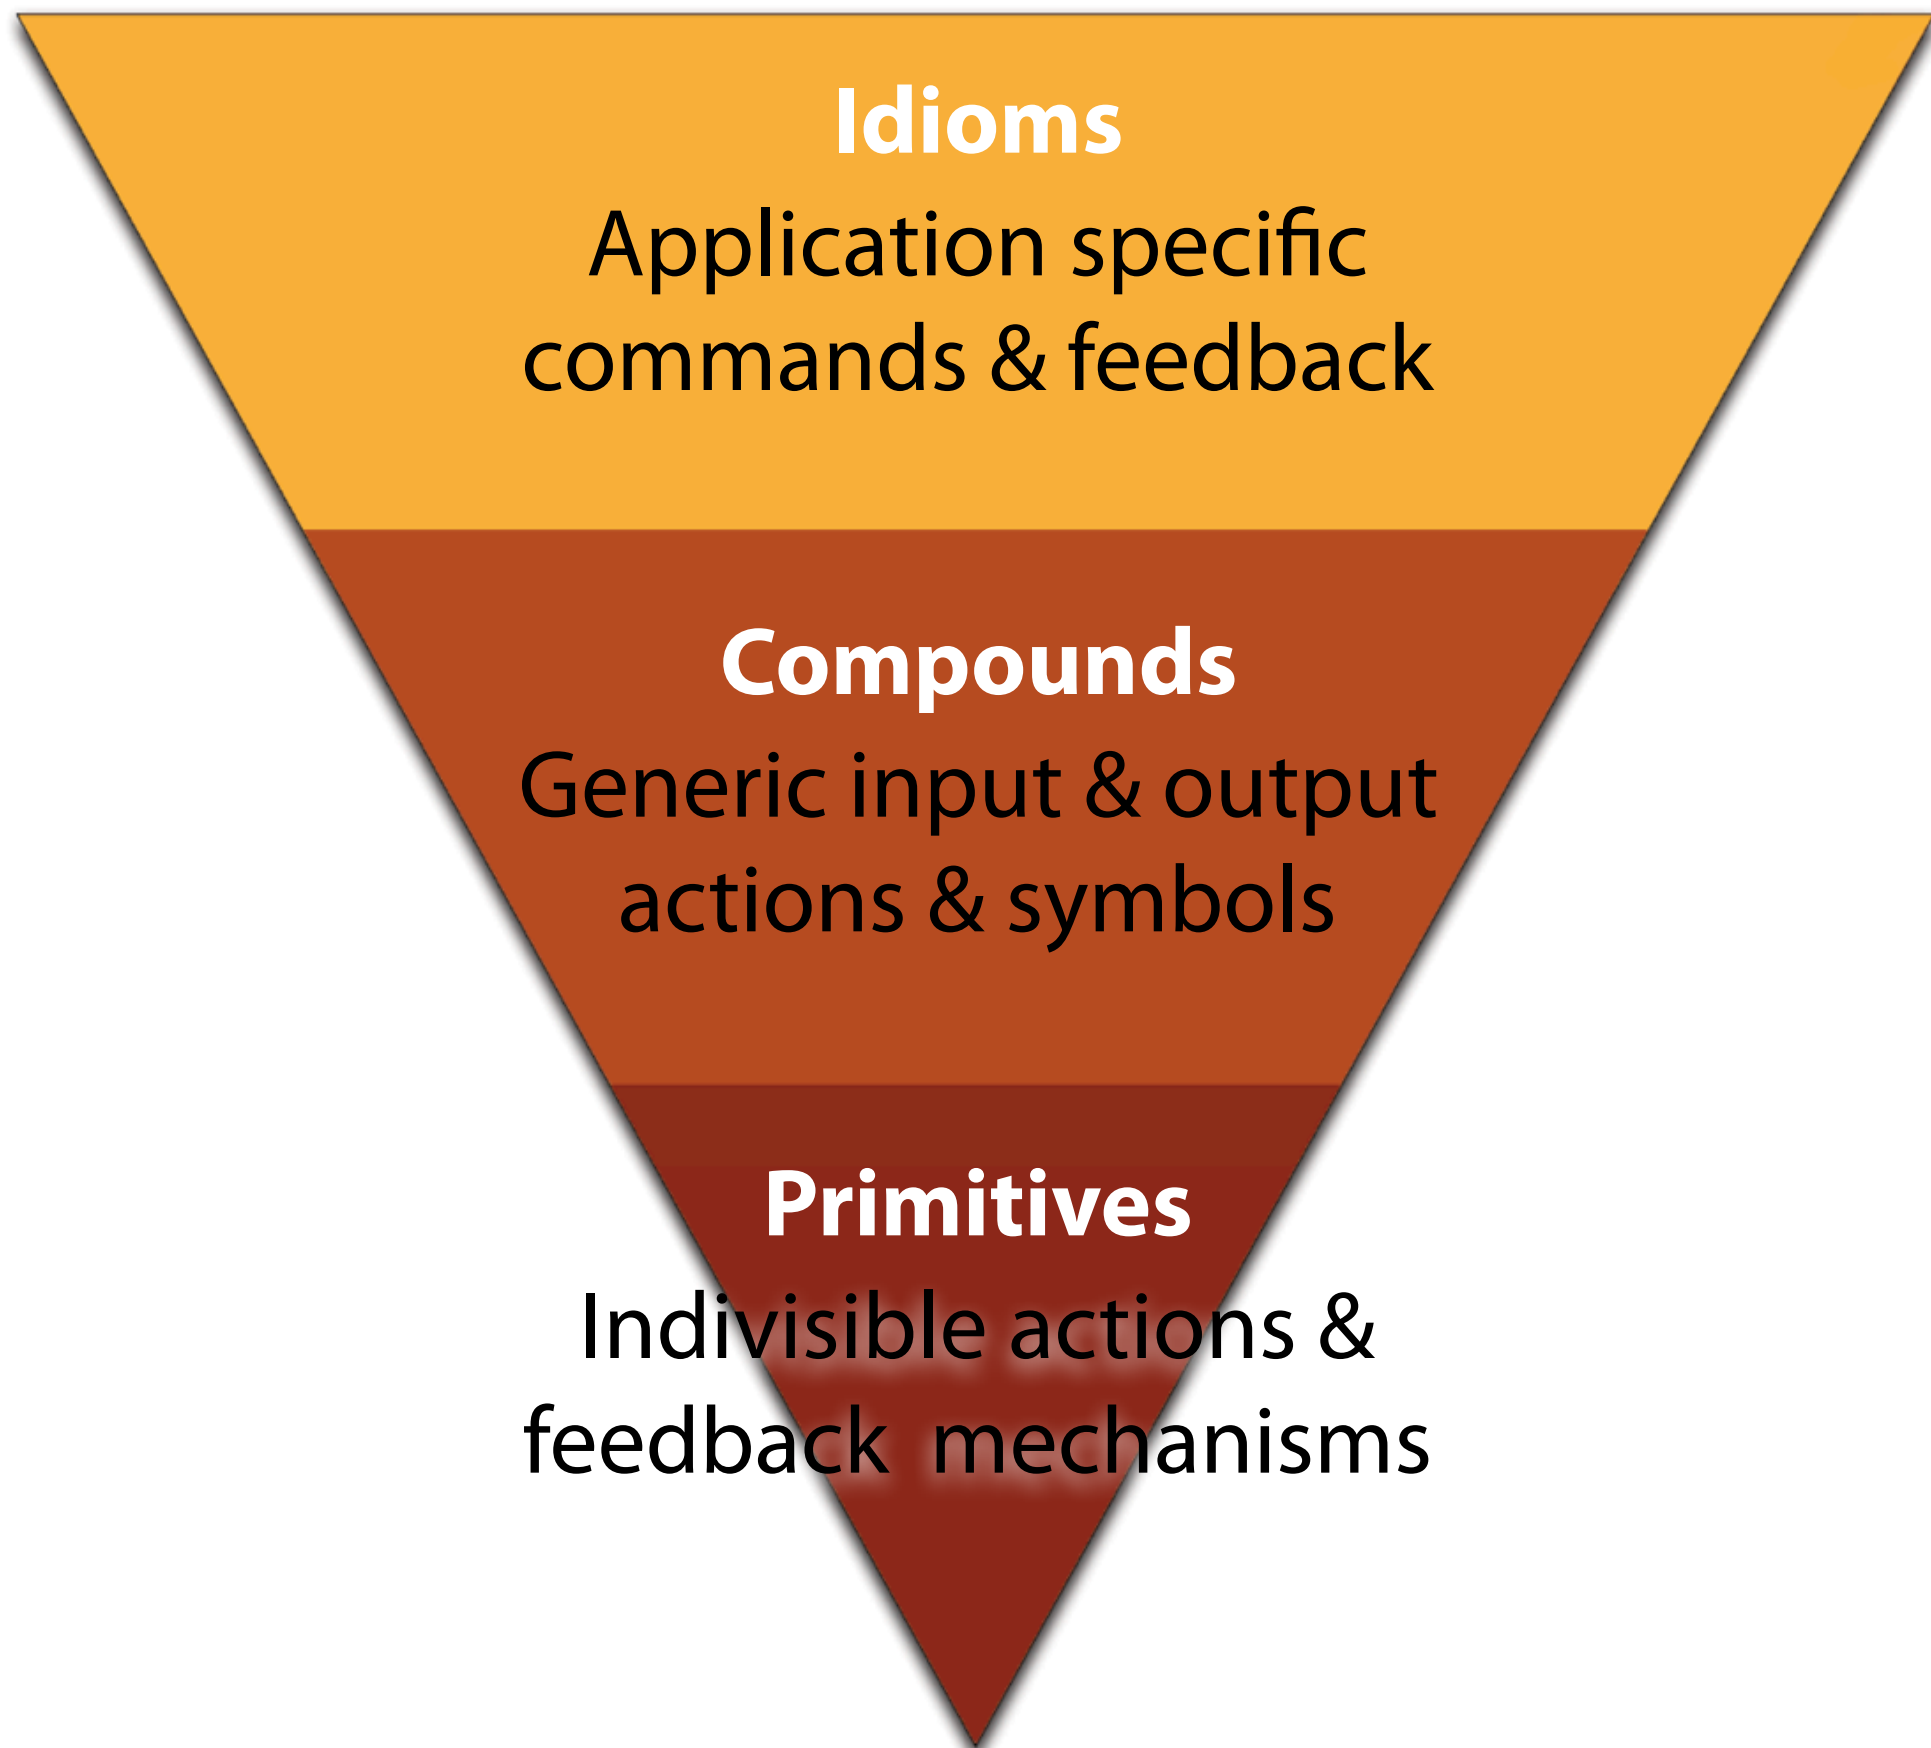 Idioms
Application specific
commands & feedback
Compounds
Generic input & output
actions & symbols
Primitives
Indivisible actions &
feedback mechanisms